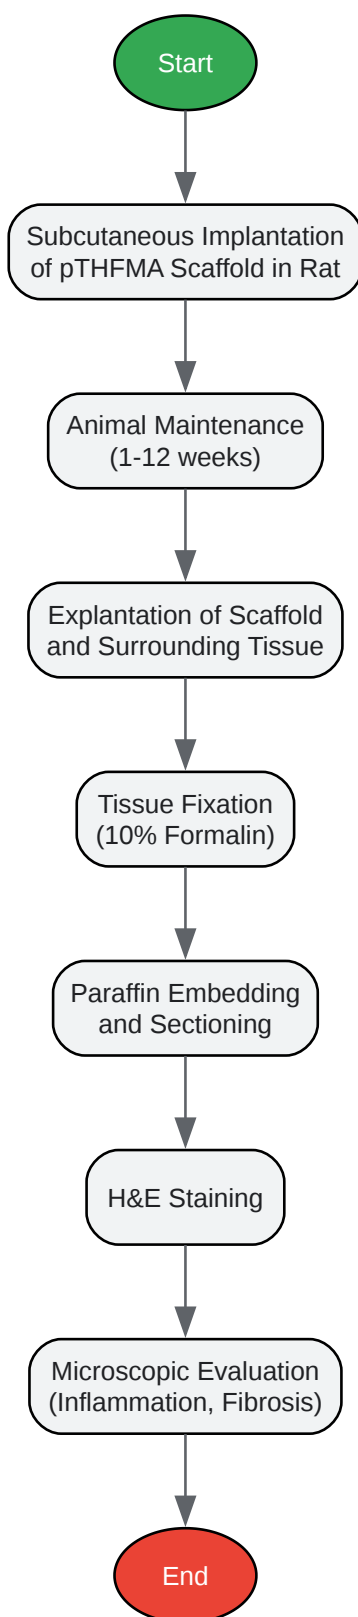 Start
Subcutaneous Implantation
of pTHFMA Scaffold in Rat
Animal Maintenance
(1-12 weeks)
Explantation of Scaffold
and Surrounding Tissue
Tissue Fixation
(10% Formalin)
Paraffin Embedding
and Sectioning
H&E Staining
Microscopic Evaluation
(Inflammation, Fibrosis)
End